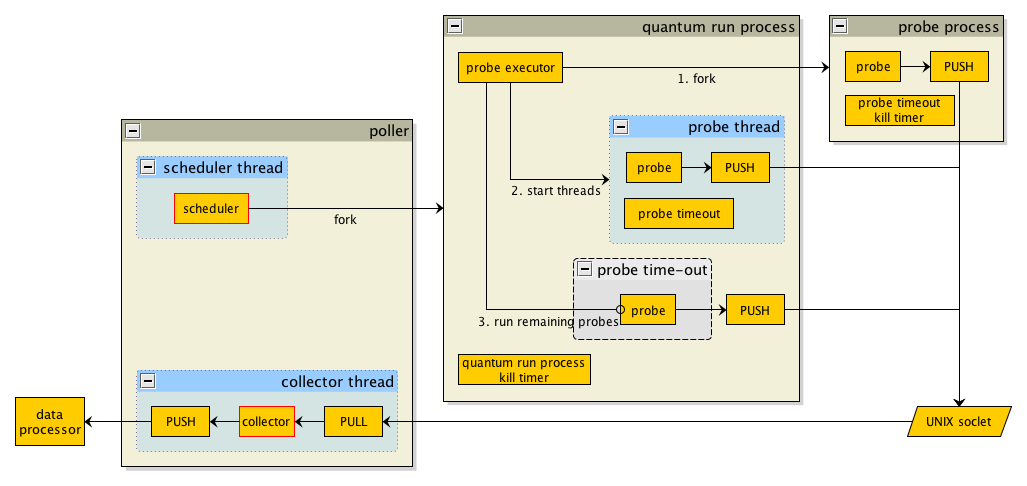 quantum run process
probe process
probe executor
1. fork
probe
PUSH
probe timeout
kill timer
poller
probe thread
scheduler thread
probe
PUSH
2. start threads
scheduler
fork
probe timeout
probe time-out
probe
PUSH
3. run remaining probes
quantum run process
kill timer
collector thread
data
processor
PUSH
collector
PULL
UNIX soclet